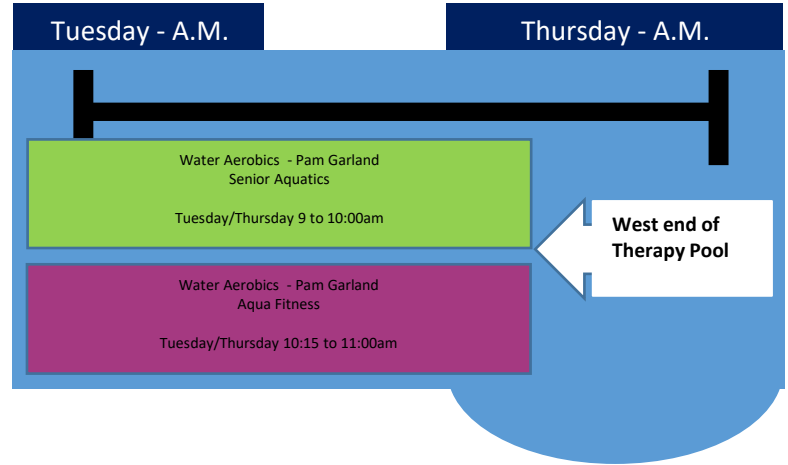 Tuesday - A.M.
Thursday - A.M.
Water Aerobics - Pam Garland
Senior Aquatics
Tuesday/Thursday 9 to 10:00am
West end of
Therapy Pool
Water Aerobics - Pam Garland
Aqua Fitness
Tuesday/Thursday 10:15 to 11:00am